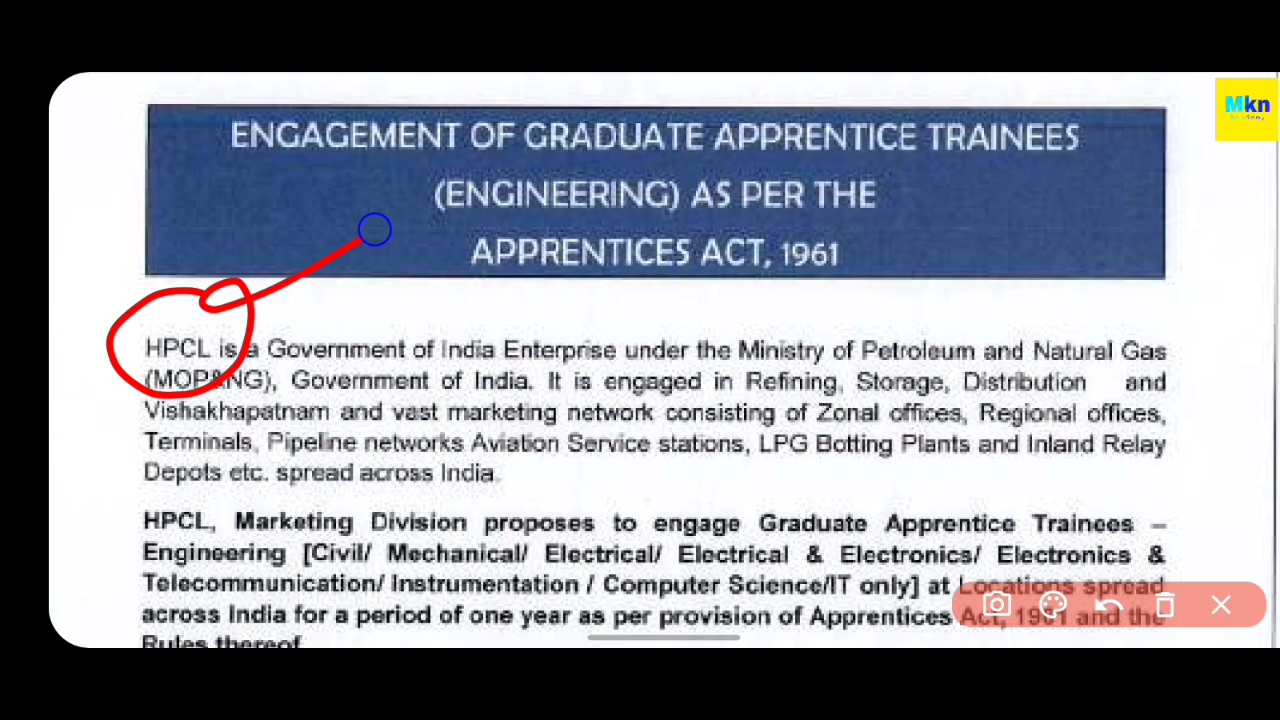 Mkn
ENGAGEMENT OF GRADUATE APPRENTICE TRAINEES
(ENGINEERING) AS PER THE
APPRENTICES ACT, 1961
HPCL is a Government of India Enterprise under the Ministry of Petroleum and Natural Gas
(MOP&NG), Government of India. It is engaged in Refining, Storage, Distribution and
Vishakhapatnam and vast marketing network consisting of Zonal offices, Regional offices,
Terminals, Pipeline networks Aviation Service stations, LPG Botting Plants and Inland Relay
Depots etc. spread across India.
HPCL, Marketing Division proposes to engage Graduate Apprentice Trainees –
Engineering [Civil/ Mechanical/ Electrical/ Electrical & Electronics/ Electronics &
Telecommunication/ Instrumentation / Computer Science/IT only] at Locations spread
across India for a period of one year as per provision of Apprentices Act, 1961 and the
Rules thereof